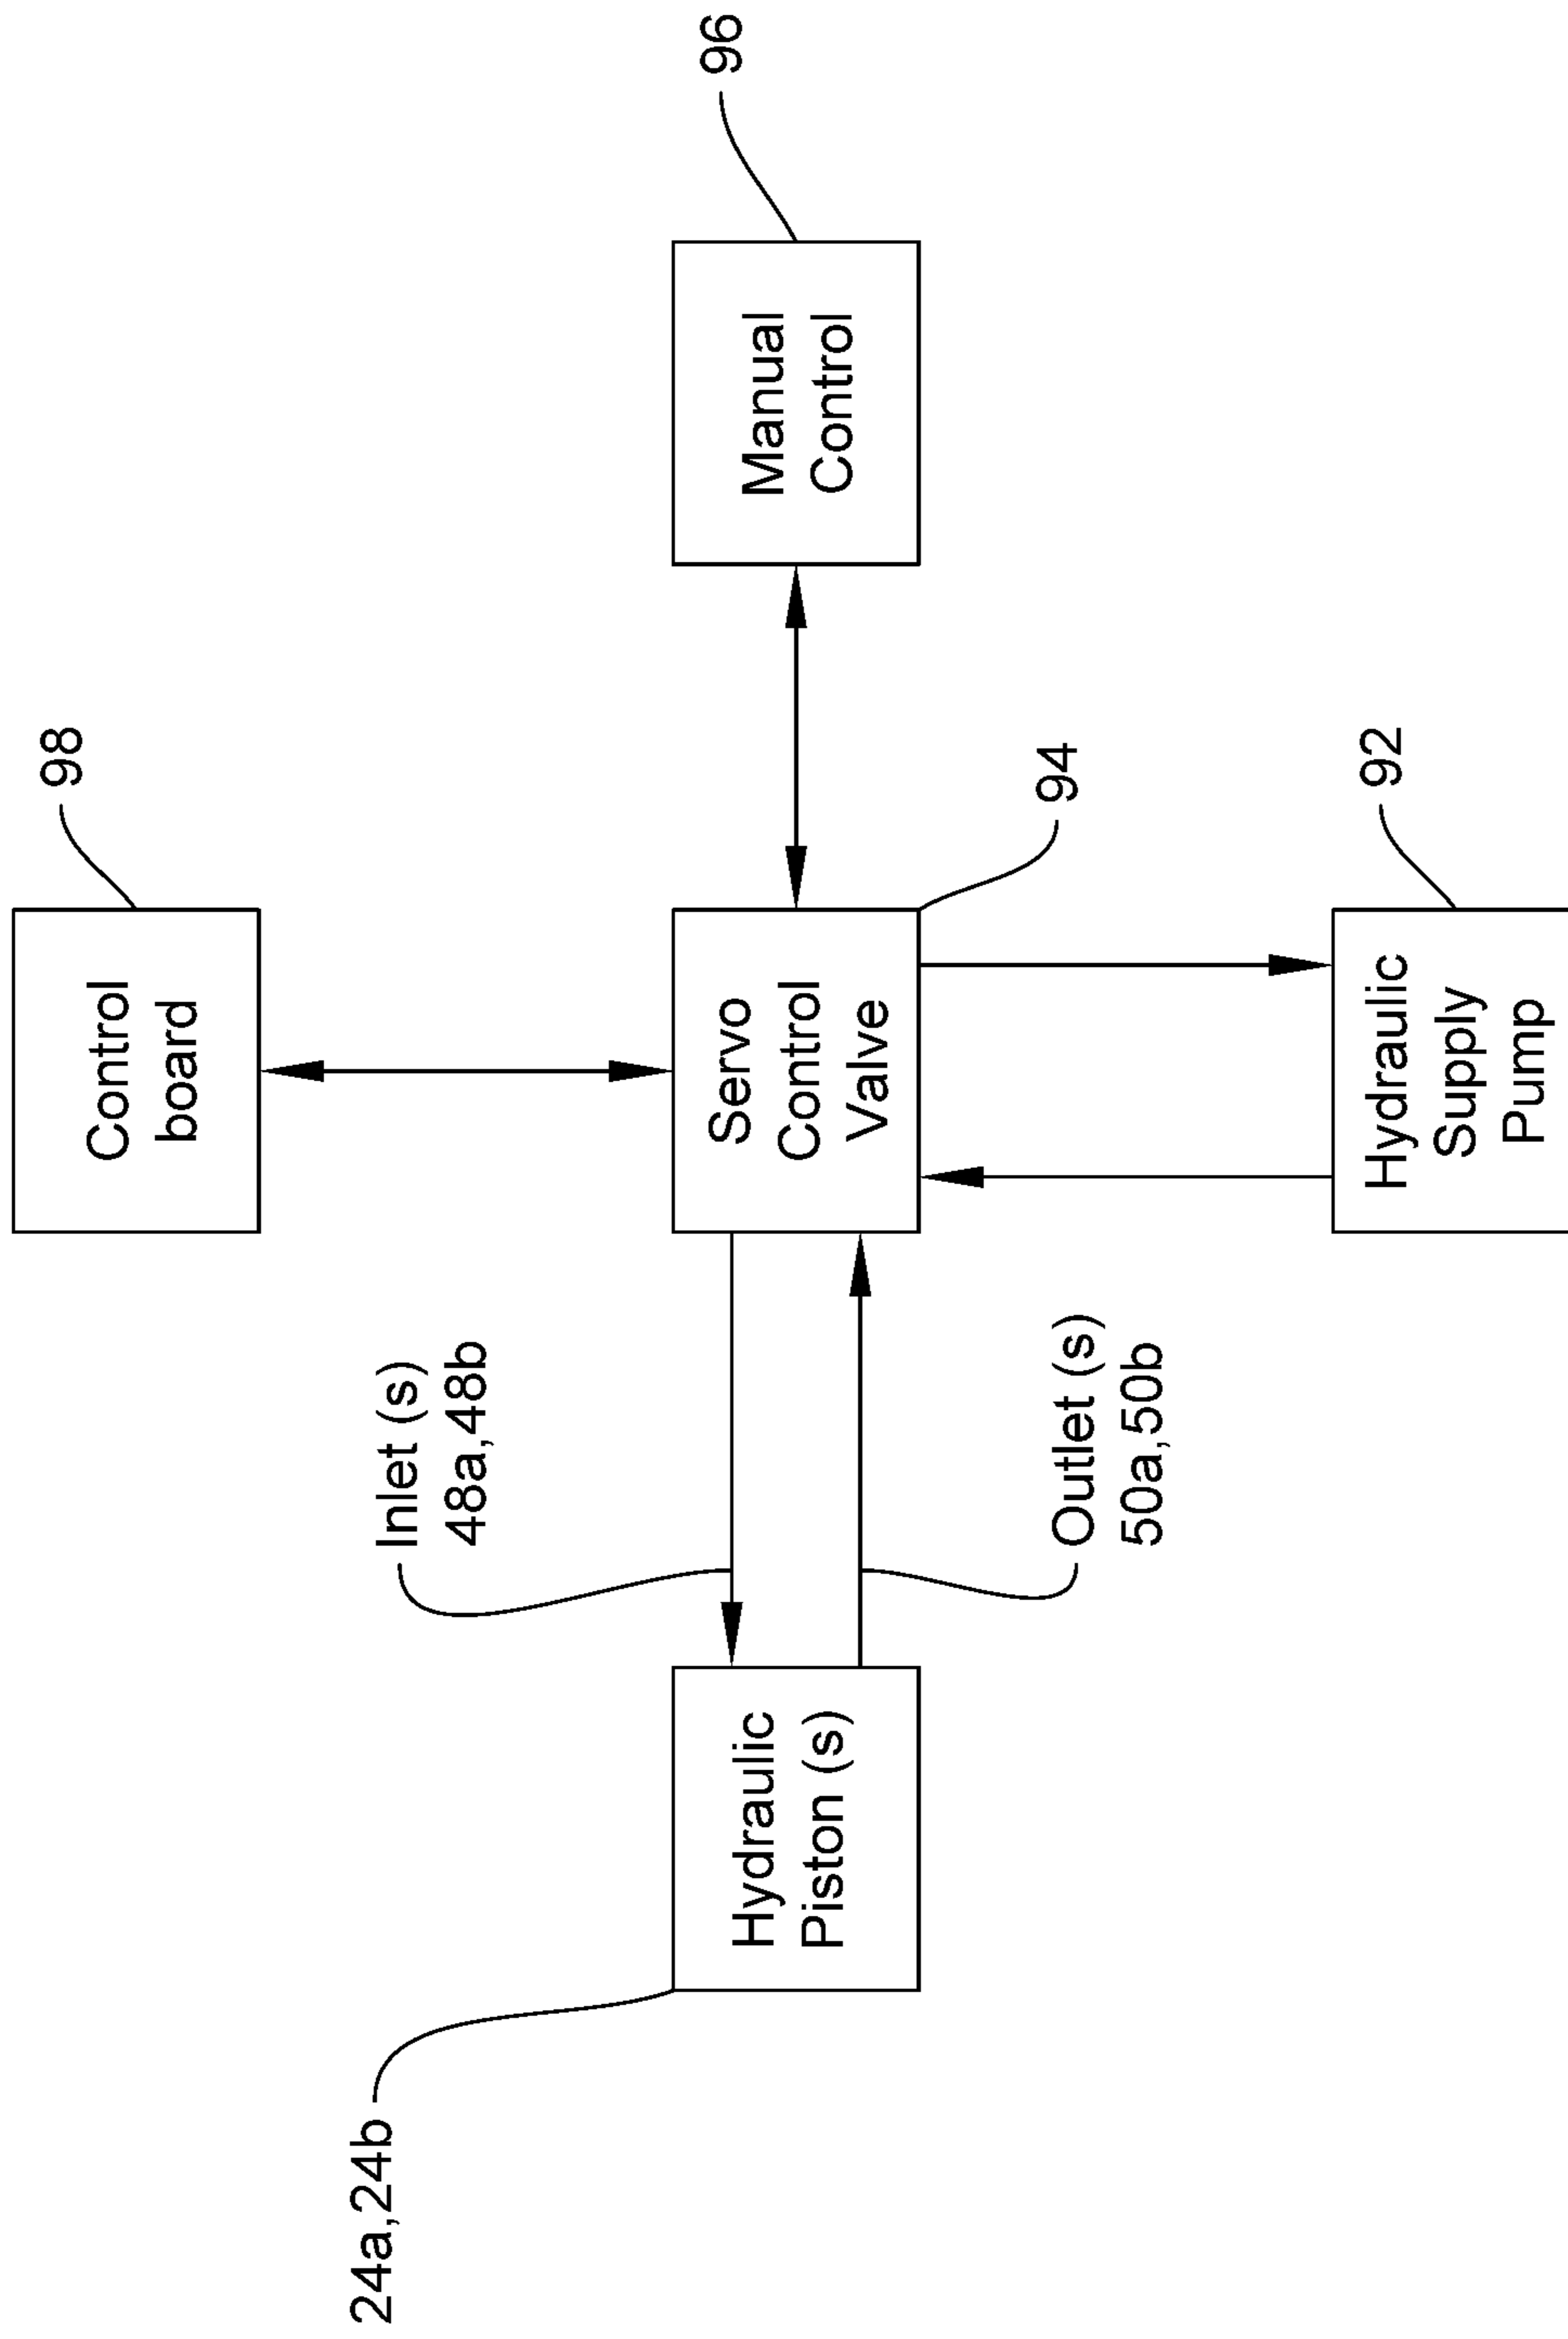 98
Control
board
96
Manual
Control
Servo
Control
Valve
94
Inlet (s)
48a,48b
Outlet (s)
50a,50b
24a,24b
Hydraulic
Piston (s)
92
Hydraulic
Supply
Pump